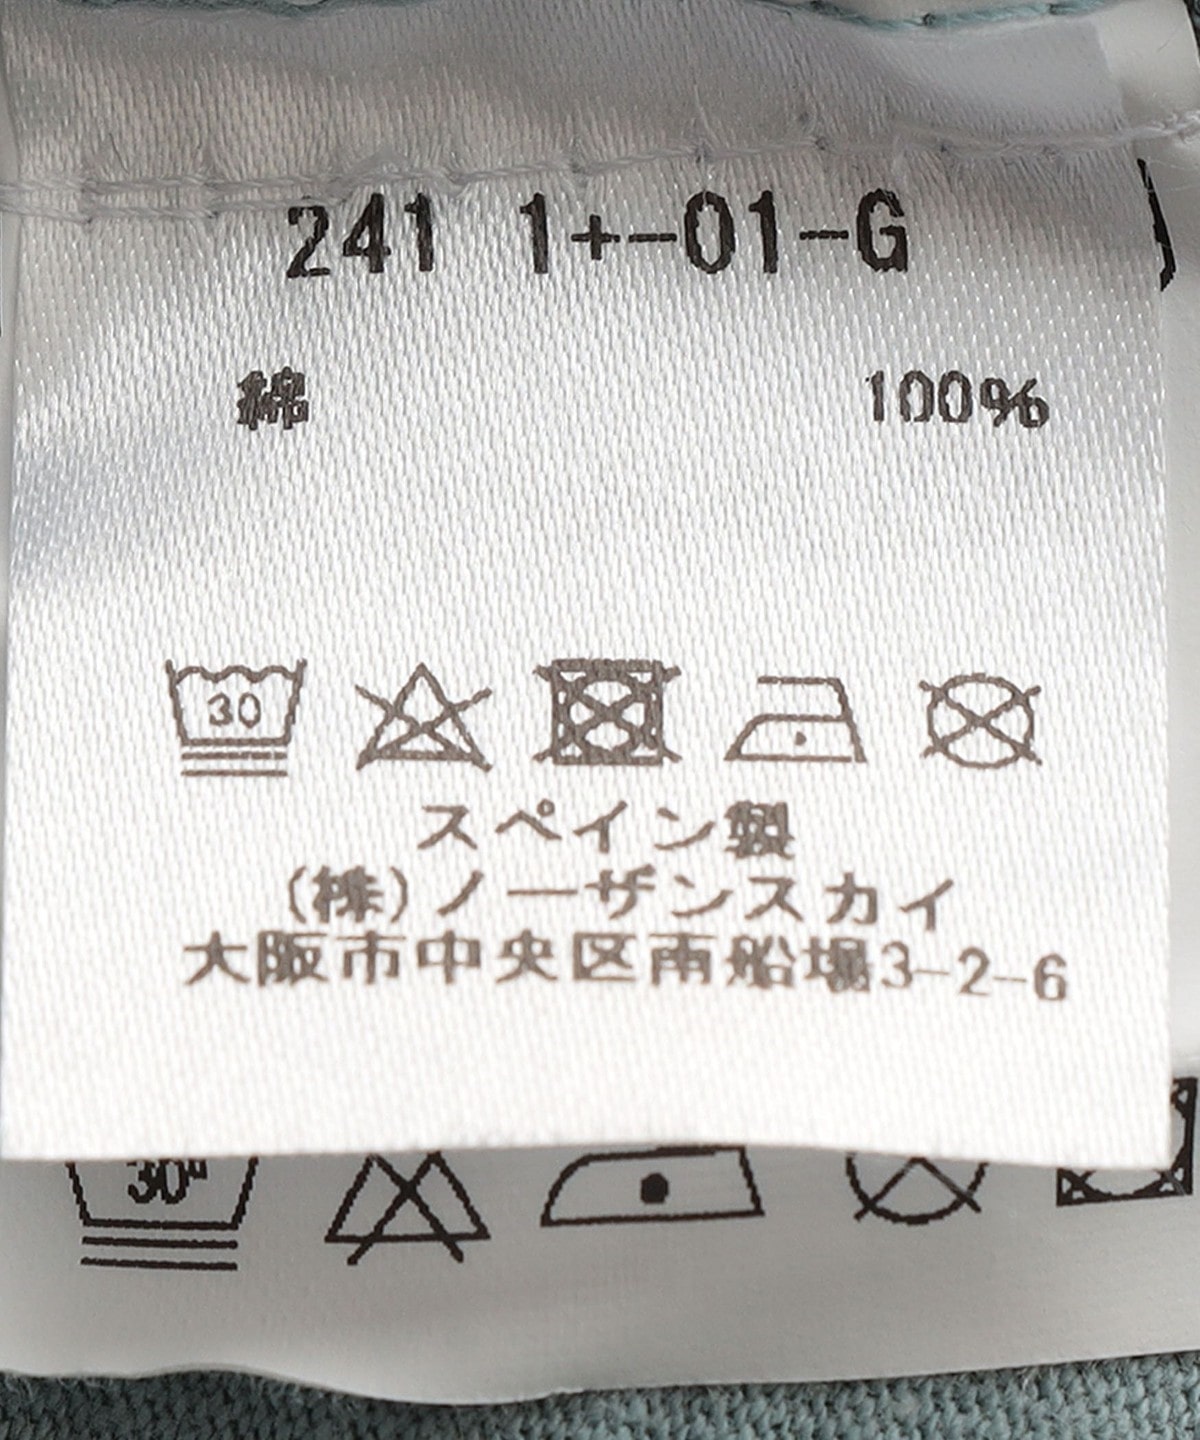 241 1+-01-G
綿 100%
30
スペイン製
(株)ノーザンスカイ
大阪市中央区南船場3-2-6
30°